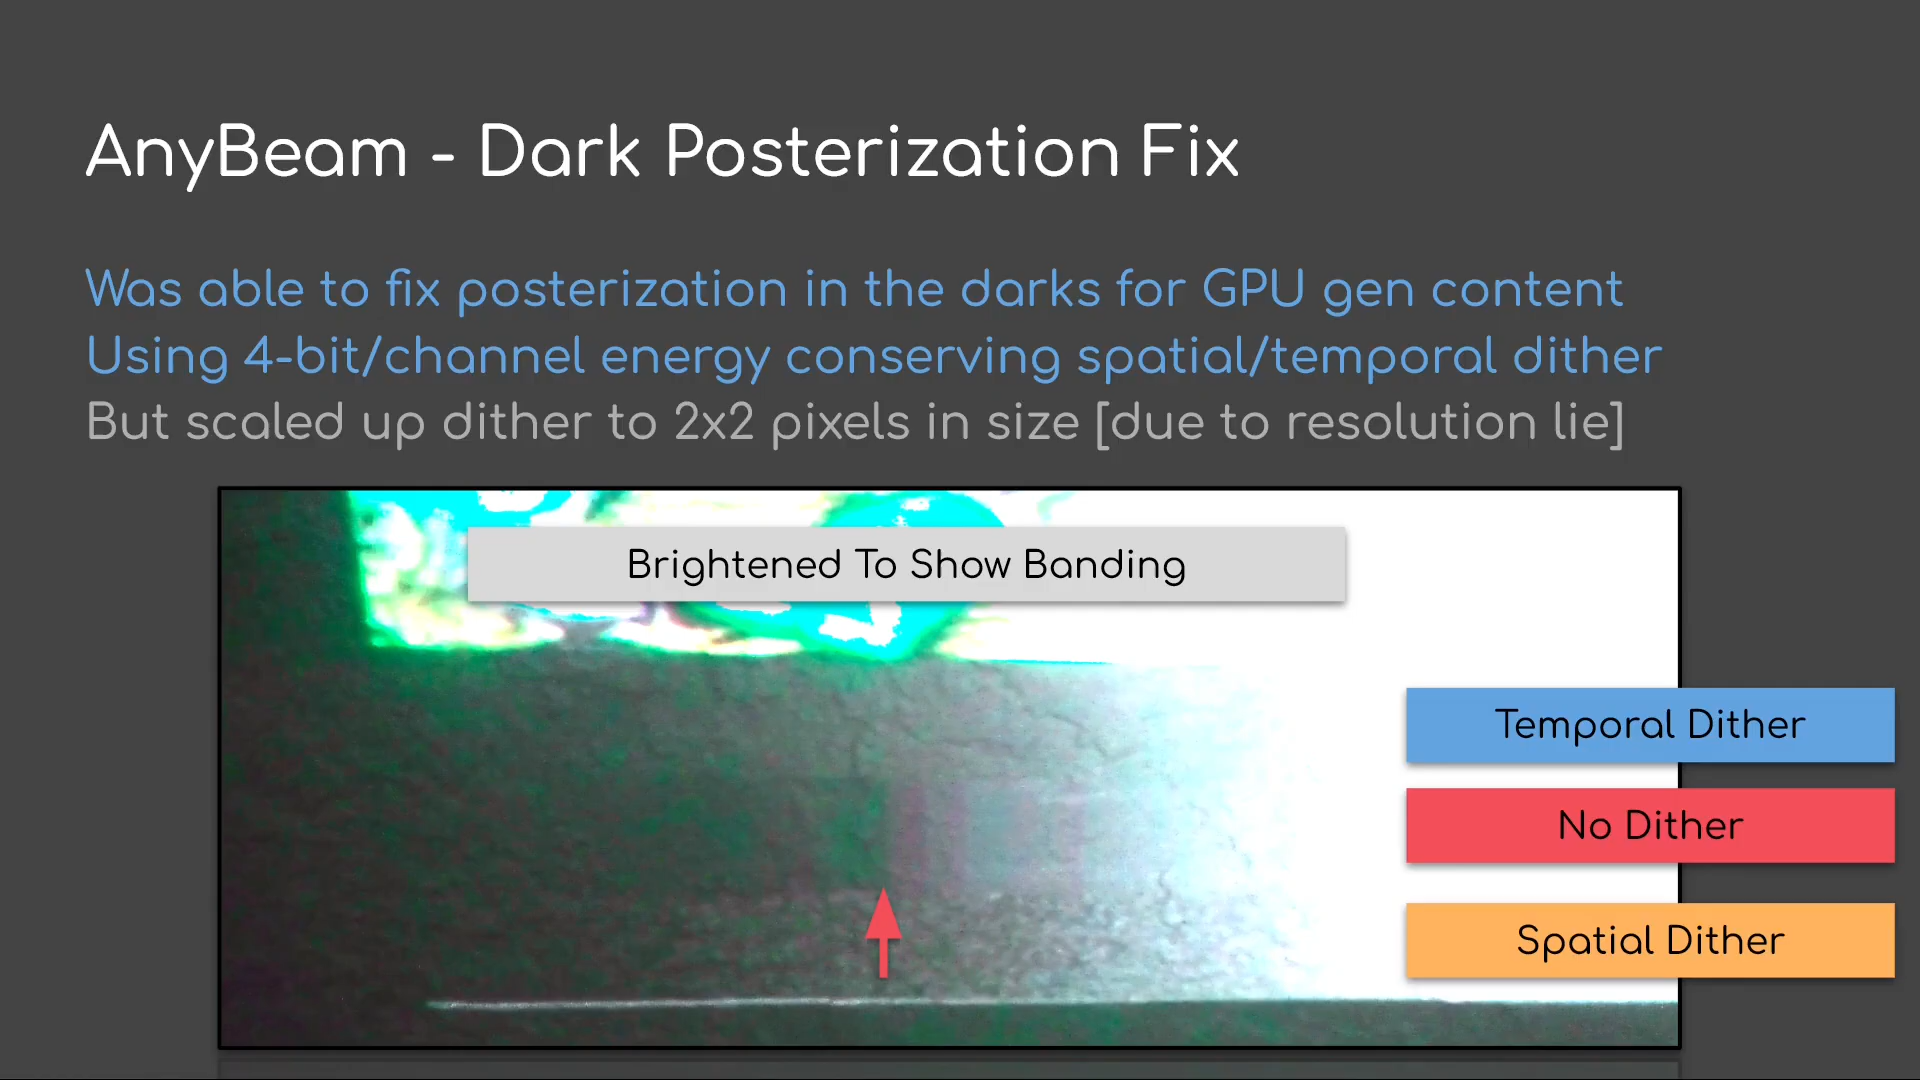 AnyBeam - Dark Posterization Fix
Was able to fix posterization in the darks for GPU gen content
Using 4-bit/channel energy conserving spatial/temporal dither
But scaled up dither to 2x2 pixels in size [due to resolution lie]
Brightened To Show Banding
Temporal Dither
No Dither
Spatial Dither